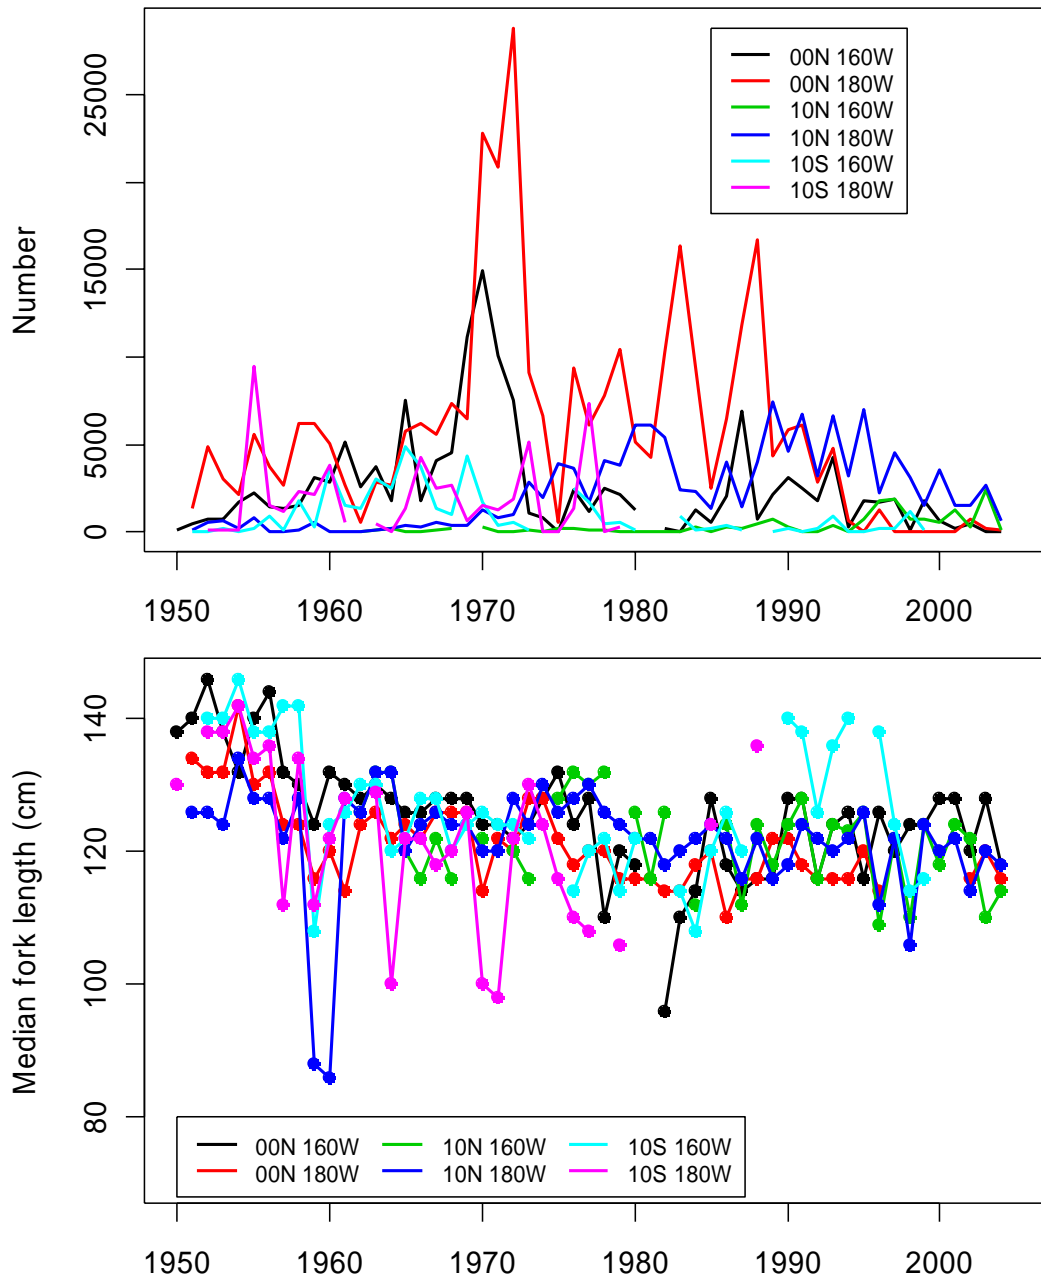 Number
25000
15000
5000
0
00N 160W
00N 180W
10N 160W
10N 180W
10S 160W
10S 180W
1950 1960 1970 1980 1990 2000
Median fork length (cm)
140
120
100
80
00N 160W 10N 160W 10S 160W
00N 180W 10N 180W 10S 180W
1950 1960 1970 1980 1990 2000